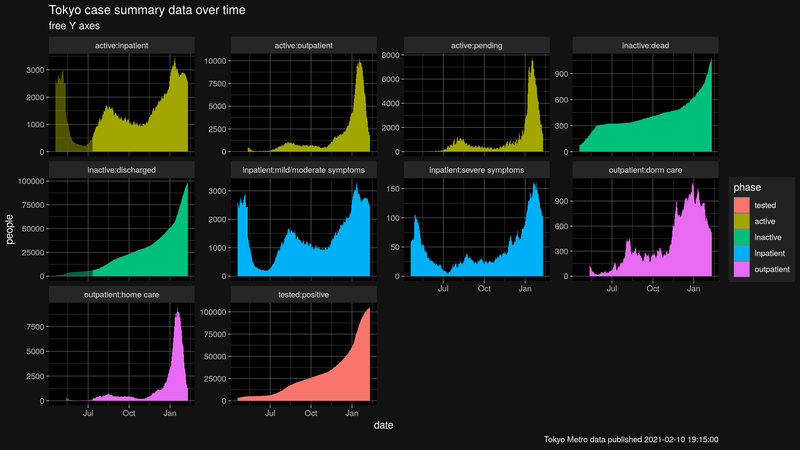 Tokyo case summary data over time
free Y axes
active:inpatient
active:outpatient
active:pending
inactive:dead
3000
2000
1000
0
10000
7500
5000
2500
0
8000
6000
4000
2000
0
900
600
300
0
inactive:discharged
inpatient:mild/moderate symptoms
inpatient:severe symptoms
outpatient:dorm care
100000
75000
50000
25000
0
3000
2000
1000
0
150
100
50
0
900
600
300
0
Jul Oct Jan
Jul Oct Jan
outpatient:home care
tested:positive
7500
5000
2500
0
100000
75000
50000
25000
0
Jul Oct Jan
Jul Oct Jan
people
date
phase
tested
active
inactive
inpatient
outpatient
Tokyo Metro data published 2021-02-10 19:15:00